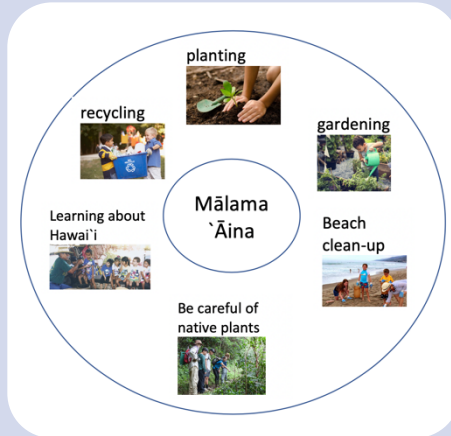 planting
recycling
gardening
Mālama
`Āina
Learning about
Hawai`i
Beach
clean-up
Be careful of
native plants